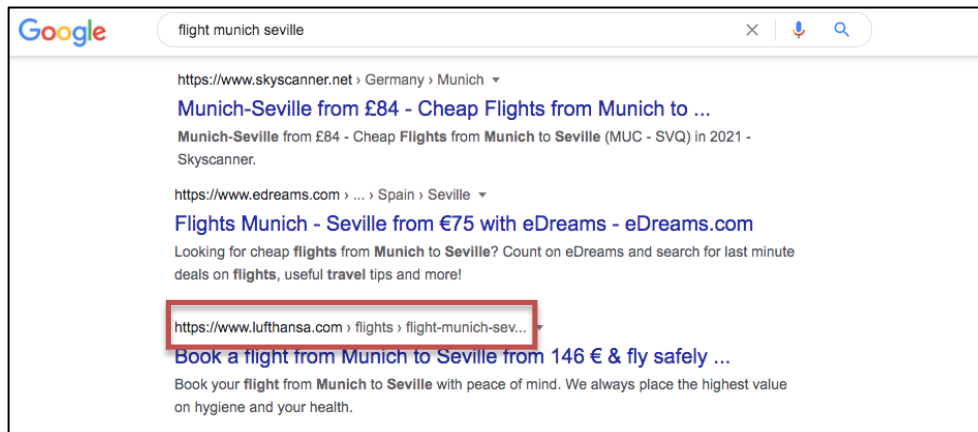 Google
flight munich seville
https://www.skyscanner.net › Germany › Munich
Munich-Seville from £84 - Cheap Flights from Munich to ...
Munich-Seville from £84 - Cheap Flights from Munich to Seville (MUC - SVQ) in 2021 -
Skyscanner.
https://www.edreams.com › ... › Spain › Seville
Flights Munich - Seville from €75 with eDreams - eDreams.com
Looking for cheap flights from Munich to Seville? Count on eDreams and search for last minute
deals on flights, useful travel tips and more!
https://www.lufthansa.com › flights › flight-munich-sev...
Book a flight from Munich to Seville from 146 € & fly safely ...
Book your flight from Munich to Seville with peace of mind. We always place the highest value
on hygiene and your health.